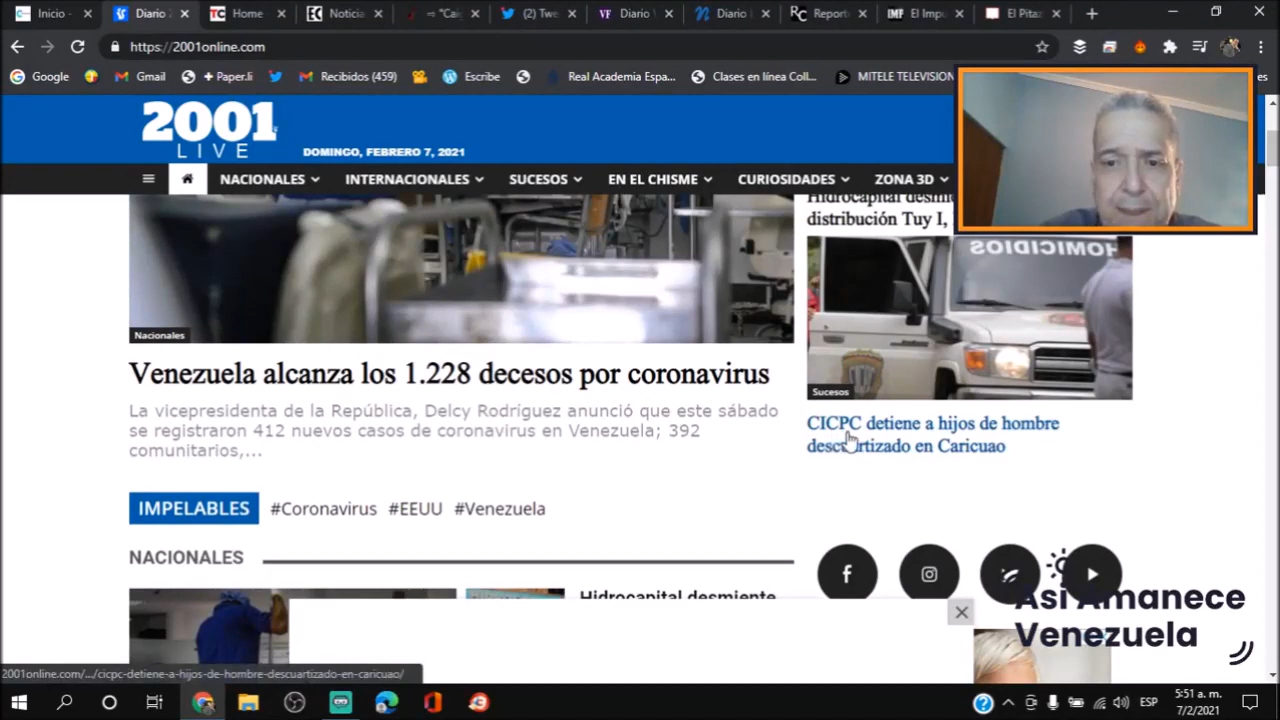 Inicio -
Diario 2
Home -
Noticia
"Caig
(2) Twe
Diario V
Diario
Reporte
El Impo
El Pitaz
https://2001online.com
Google
Gmail
+ Paper.li
Recibidos (459)
Escribe
Real Academia Espa...
Clases en línea Coll...
MITELE TELEVISION
2001
LIVE
DOMINGO, FEBRERO 7, 2021
NACIONALES
INTERNACIONALES
SUCESOS
EN EL CHISME
CURIOSIDADES
ZONA 3D
Hidrocapital desmie
distribución Tuy I,
HOMICIDIOS
Nacionales
Sucesos
Venezuela alcanza los 1.228 decesos por coronavirus
La vicepresidenta de la República, Delcy Rodríguez anunció que este sábado
se registraron 412 nuevos casos de coronavirus en Venezuela; 392
comunitarios,...
CICPC detiene a hijos de hombre
descuartizado en Caricuao
IMPELABLES
#Coronavirus #EEUU #Venezuela
NACIONALES
Hidrocapital desmiente
Así Amanece
Venezuela
2001online.com/.../cicpc-detiene-a-hijos-de-hombre-descuartizado-en-caricuao/
ESP
5:51 a. m.
7/2/2021